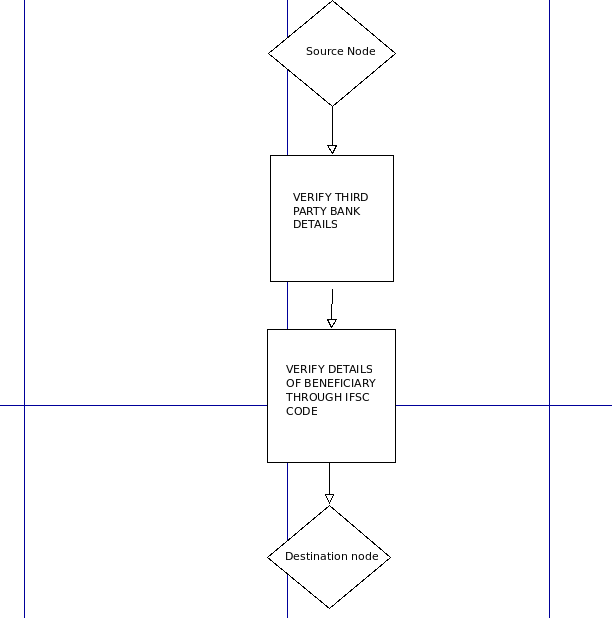 Source Node
VERIFY THIRD
PARTY BANK
DETAILS
VERIFY DETAILS
OF BENEFICIARY
THROUGH IFSC
CODE
Destination node